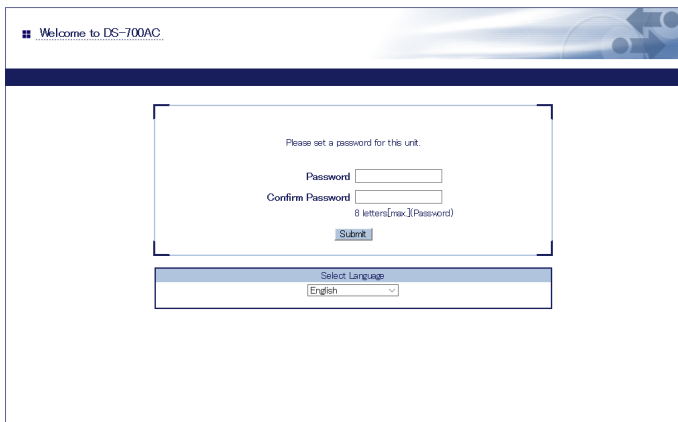 Welcome to DS-700AC
Please set a password for this unit.
Password
Confirm Password
8 letters[max.](Password)
Submit
Select Language
English